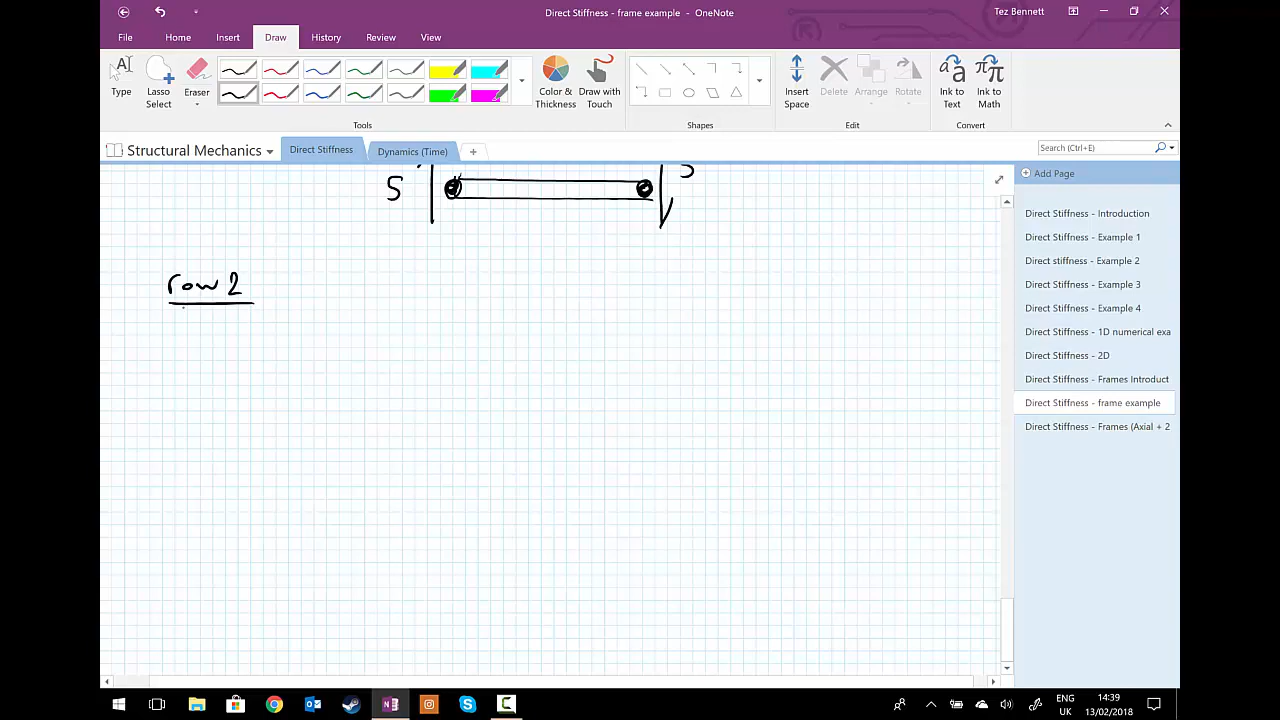 Direct Stiffness - frame example - OneNote
Tez Bennett
File Home Insert Draw History Review View
Type
Lasso Select
Eraser
Color & Thickness
Draw with Touch
Insert Space
Delete
Arrange
Rotate
Ink to Text
Ink to Math
Tools
Shapes
Edit
Convert
Structural Mechanics
Direct Stiffness
Dynamics (Time)
Search (Ctrl+E)
Add Page
S
row 2
Direct Stiffness - Introduction
Direct Stiffness - Example 1
Direct stiffness - Example 2
Direct Stiffness - Example 3
Direct Stiffness - Example 4
Direct Stiffness - 1D numerical exa
Direct Stiffness - 2D
Direct Stiffness - Frames Introduct
Direct Stiffness - frame example
Direct Stiffness - Frames (Axial + 2
ENG
UK
14:39
13/02/2018